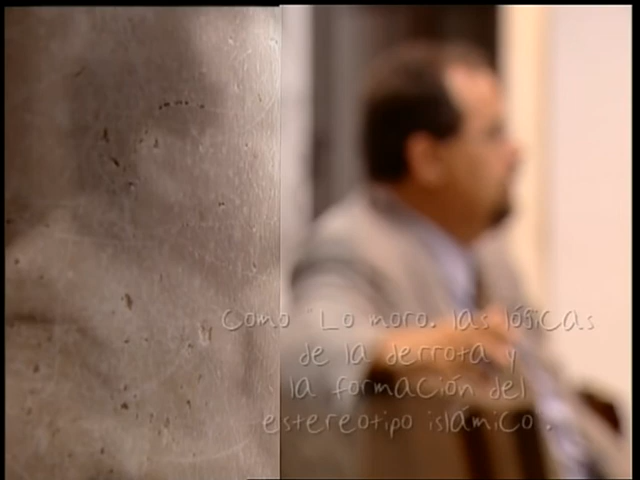 como "Lo moro. las lógicas
de la derrota y
la formación del
estereotipo islámico".